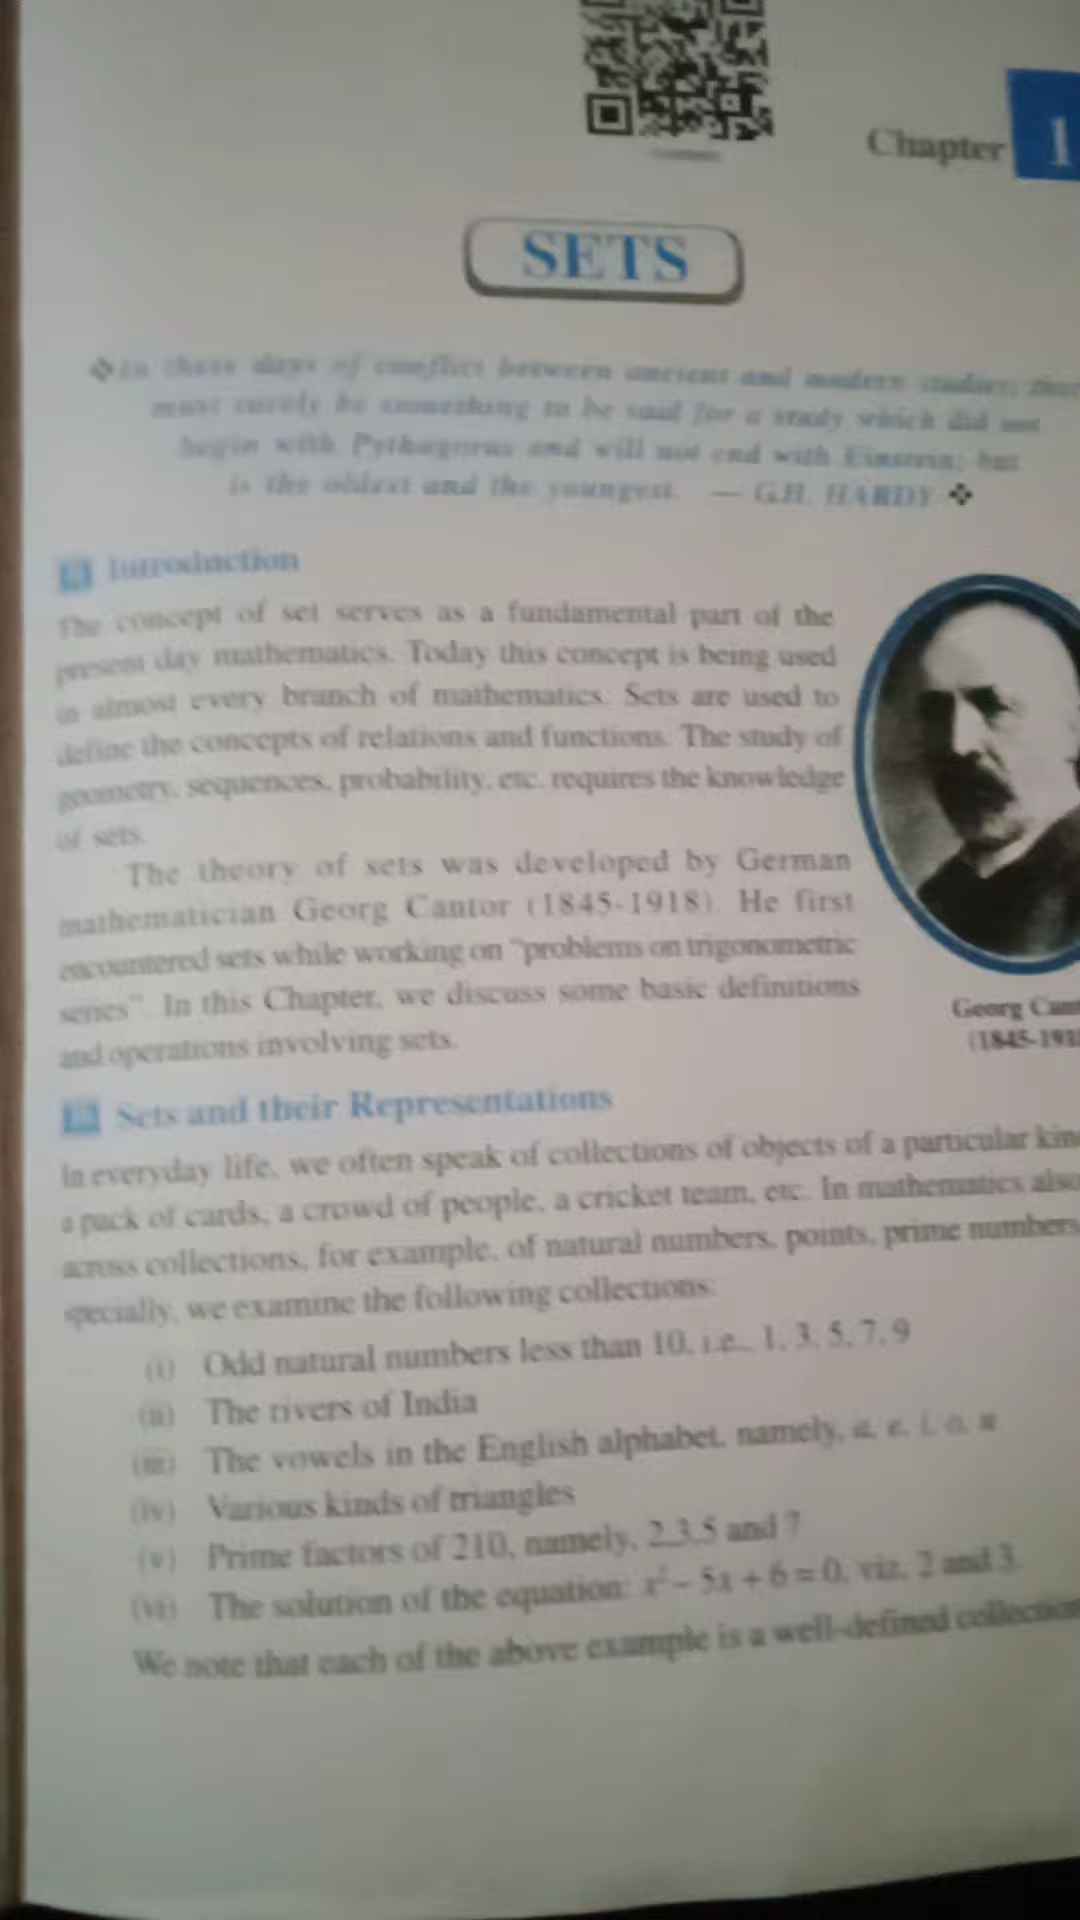 Chapter 1
SETS
In these days of conflict between ancient and modern studies; there
must surely be something to be said for a study which did not
begin with Pythagoras and will not end with Einstein; but
is the oldest and the youngest. — G.H. HARDY
Introduction
The concept of set serves as a fundamental part of the
present day mathematics. Today this concept is being used
in almost every branch of mathematics. Sets are used to
define the concepts of relations and functions. The study of
geometry, sequences, probability, etc. requires the knowledge
of sets.
The theory of sets was developed by German
mathematician Georg Cantor (1845-1918). He first
encountered sets while working on “problems on trigonometric
series”. In this Chapter, we discuss some basic definitions
and operations involving sets.
Georg Can
(1845-191
Sets and their Representations
In everyday life, we often speak of collections of objects of a particular kin
a pack of cards, a crowd of people, a cricket team, etc. In mathematics also
across collections, for example, of natural numbers, points, prime numbers,
specially, we examine the following collections:
(i) Odd natural numbers less than 10, i.e., 1, 3, 5, 7, 9
(ii) The rivers of India
(iii) The vowels in the English alphabet, namely, a, e, i, o, u
(iv) Various kinds of triangles
(v) Prime factors of 210, namely, 2,3,5 and 7
(vi) The solution of the equation: x² – 5x + 6 = 0, viz, 2 and 3.
We note that each of the above example is a well-defined collection